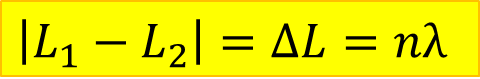 |L₁ − L₂| = ΔL = nλ